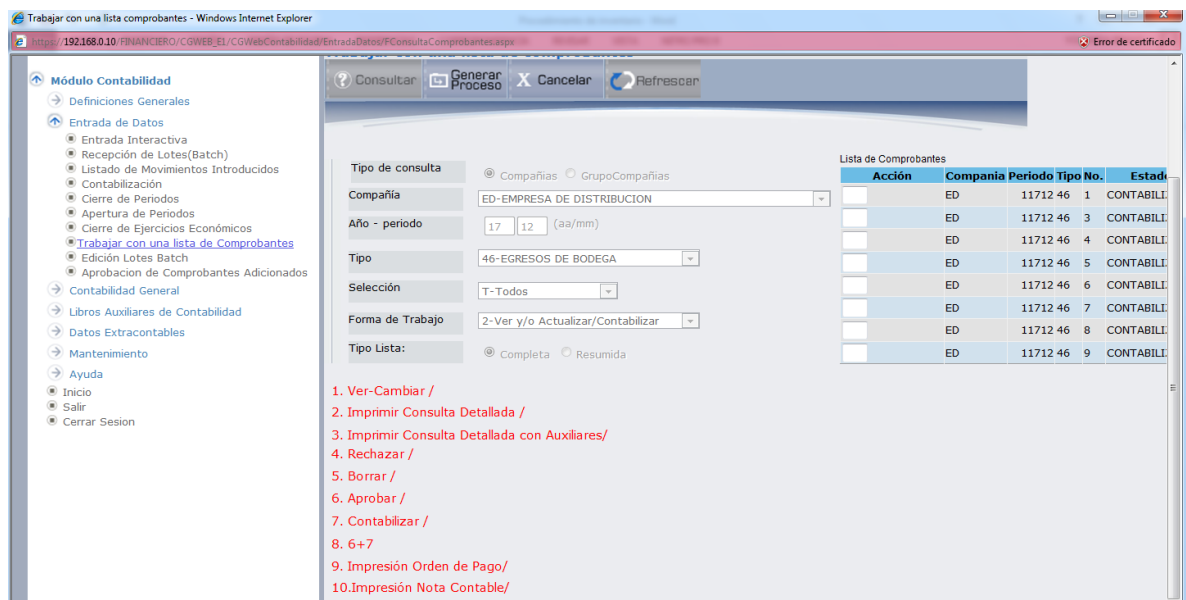 Trabajar con una lista comprobantes - Windows Internet Explorer
https://192.168.0.10/FINANCIERO/CGWEB_E1/CGWebContabilidad/EntradaDatos/FConsultaComprobantes.aspx
Error de certificado
Módulo Contabilidad
Definiciones Generales
Entrada de Datos
Entrada Interactiva
Recepción de Lotes(Batch)
Listado de Movimientos Introducidos
Contabilización
Cierre de Periodos
Apertura de Periodos
Cierre de Ejercicios Económicos
Trabajar con una lista de Comprobantes
Edición Lotes Batch
Aprobacion de Comprobantes Adicionados
Contabilidad General
Libros Auxiliares de Contabilidad
Datos Extracontables
Mantenimiento
Ayuda
Inicio
Salir
Cerrar Sesion
Trabajar con una lista de comprobantes
? Consultar Generar Proceso X Cancelar Refrescar
Tipo de consulta Compañias GrupoCompañias
Compañía ED-EMPRESA DE DISTRIBUCION
Año - periodo 17 12 (aa/mm)
Tipo 46-EGRESOS DE BODEGA
Selección T-Todos
Forma de Trabajo 2-Ver y/o Actualizar/Contabilizar
Tipo Lista: Completa Resumida
Lista de Comprobantes
Acción Compania Periodo Tipo No. Estad
ED 11712 46 1 CONTABILI
ED 11712 46 3 CONTABILI
ED 11712 46 4 CONTABILI
ED 11712 46 5 CONTABILI
ED 11712 46 6 CONTABILI
ED 11712 46 7 CONTABILI
ED 11712 46 8 CONTABILI
ED 11712 46 9 CONTABILI
1. Ver-Cambiar /
2. Imprimir Consulta Detallada /
3. Imprimir Consulta Detallada con Auxiliares/
4. Rechazar /
5. Borrar /
6. Aprobar /
7. Contabilizar /
8. 6+7
9. Impresión Orden de Pago/
10.Impresión Nota Contable/